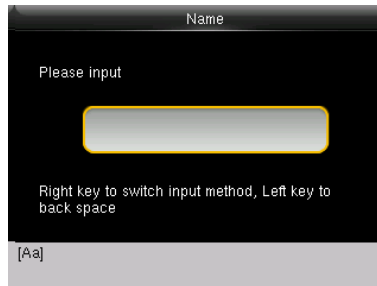 Name
Please input
Right key to switch input method, Left key to
back space
[Aa]